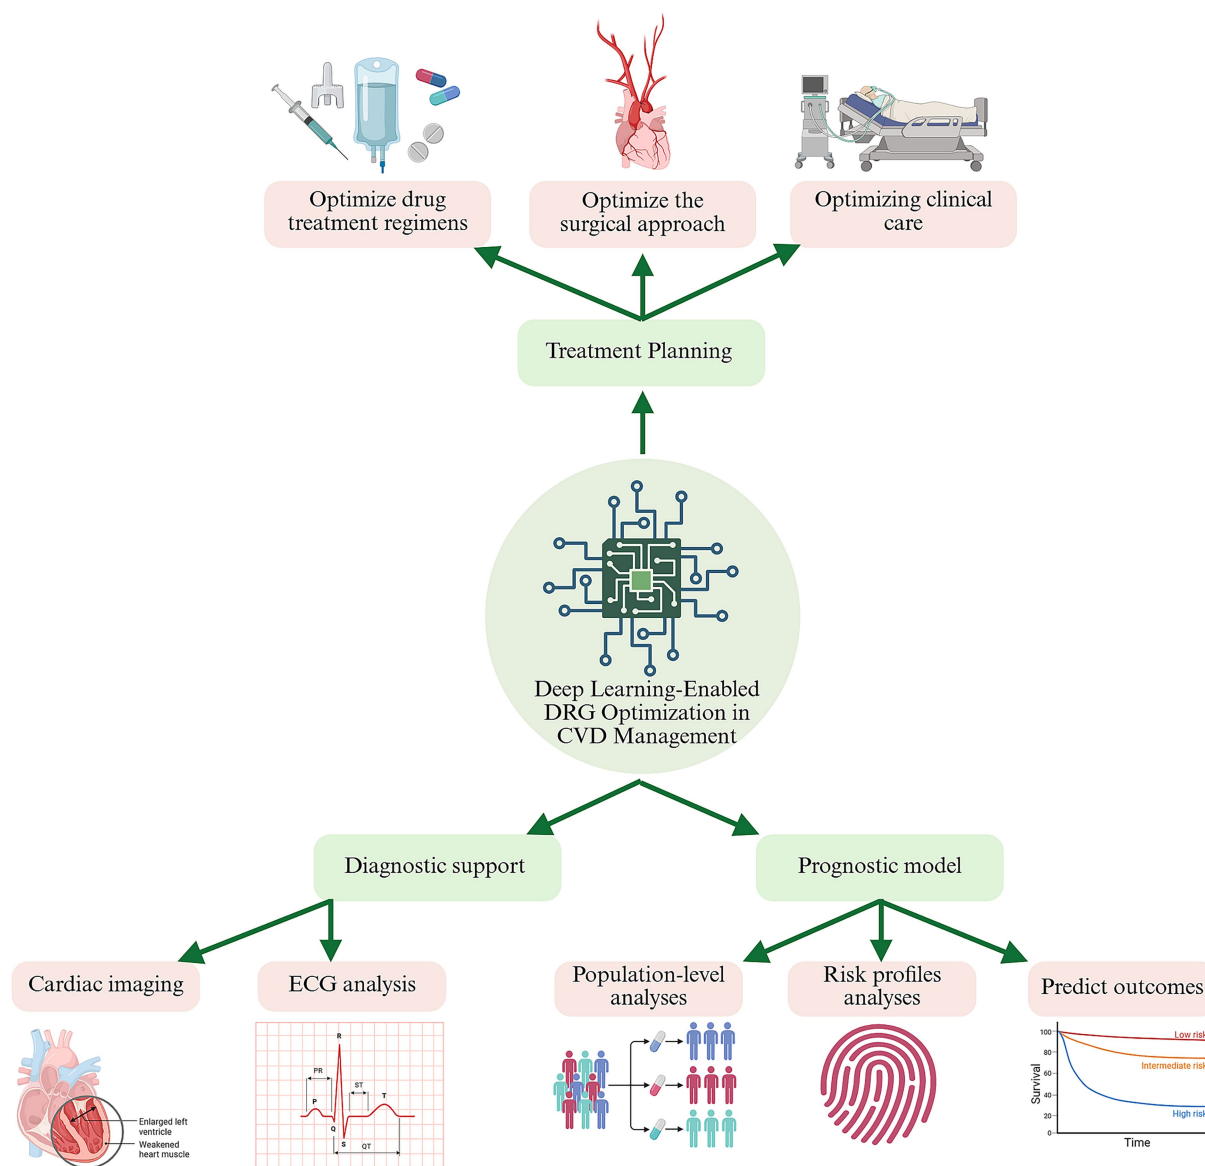 Optimize drug
treatment regimens
Optimize the
surgical approach
Optimizing clinical
care
Treatment Planning
Deep Learning-Enabled
DRG Optimization in
CVD Management
Diagnostic support
Prognostic model
Cardiac imaging
ECG analysis
Population-level
analyses
Risk profiles
analyses
Predict outcomes
Enlarged left
ventricle
Weakened
heart muscle
R
PR
ST
P
T
Q
S
QT
100
80
60
40
20
0
Survival
Low risk
Intermediate risk
High risk
Time